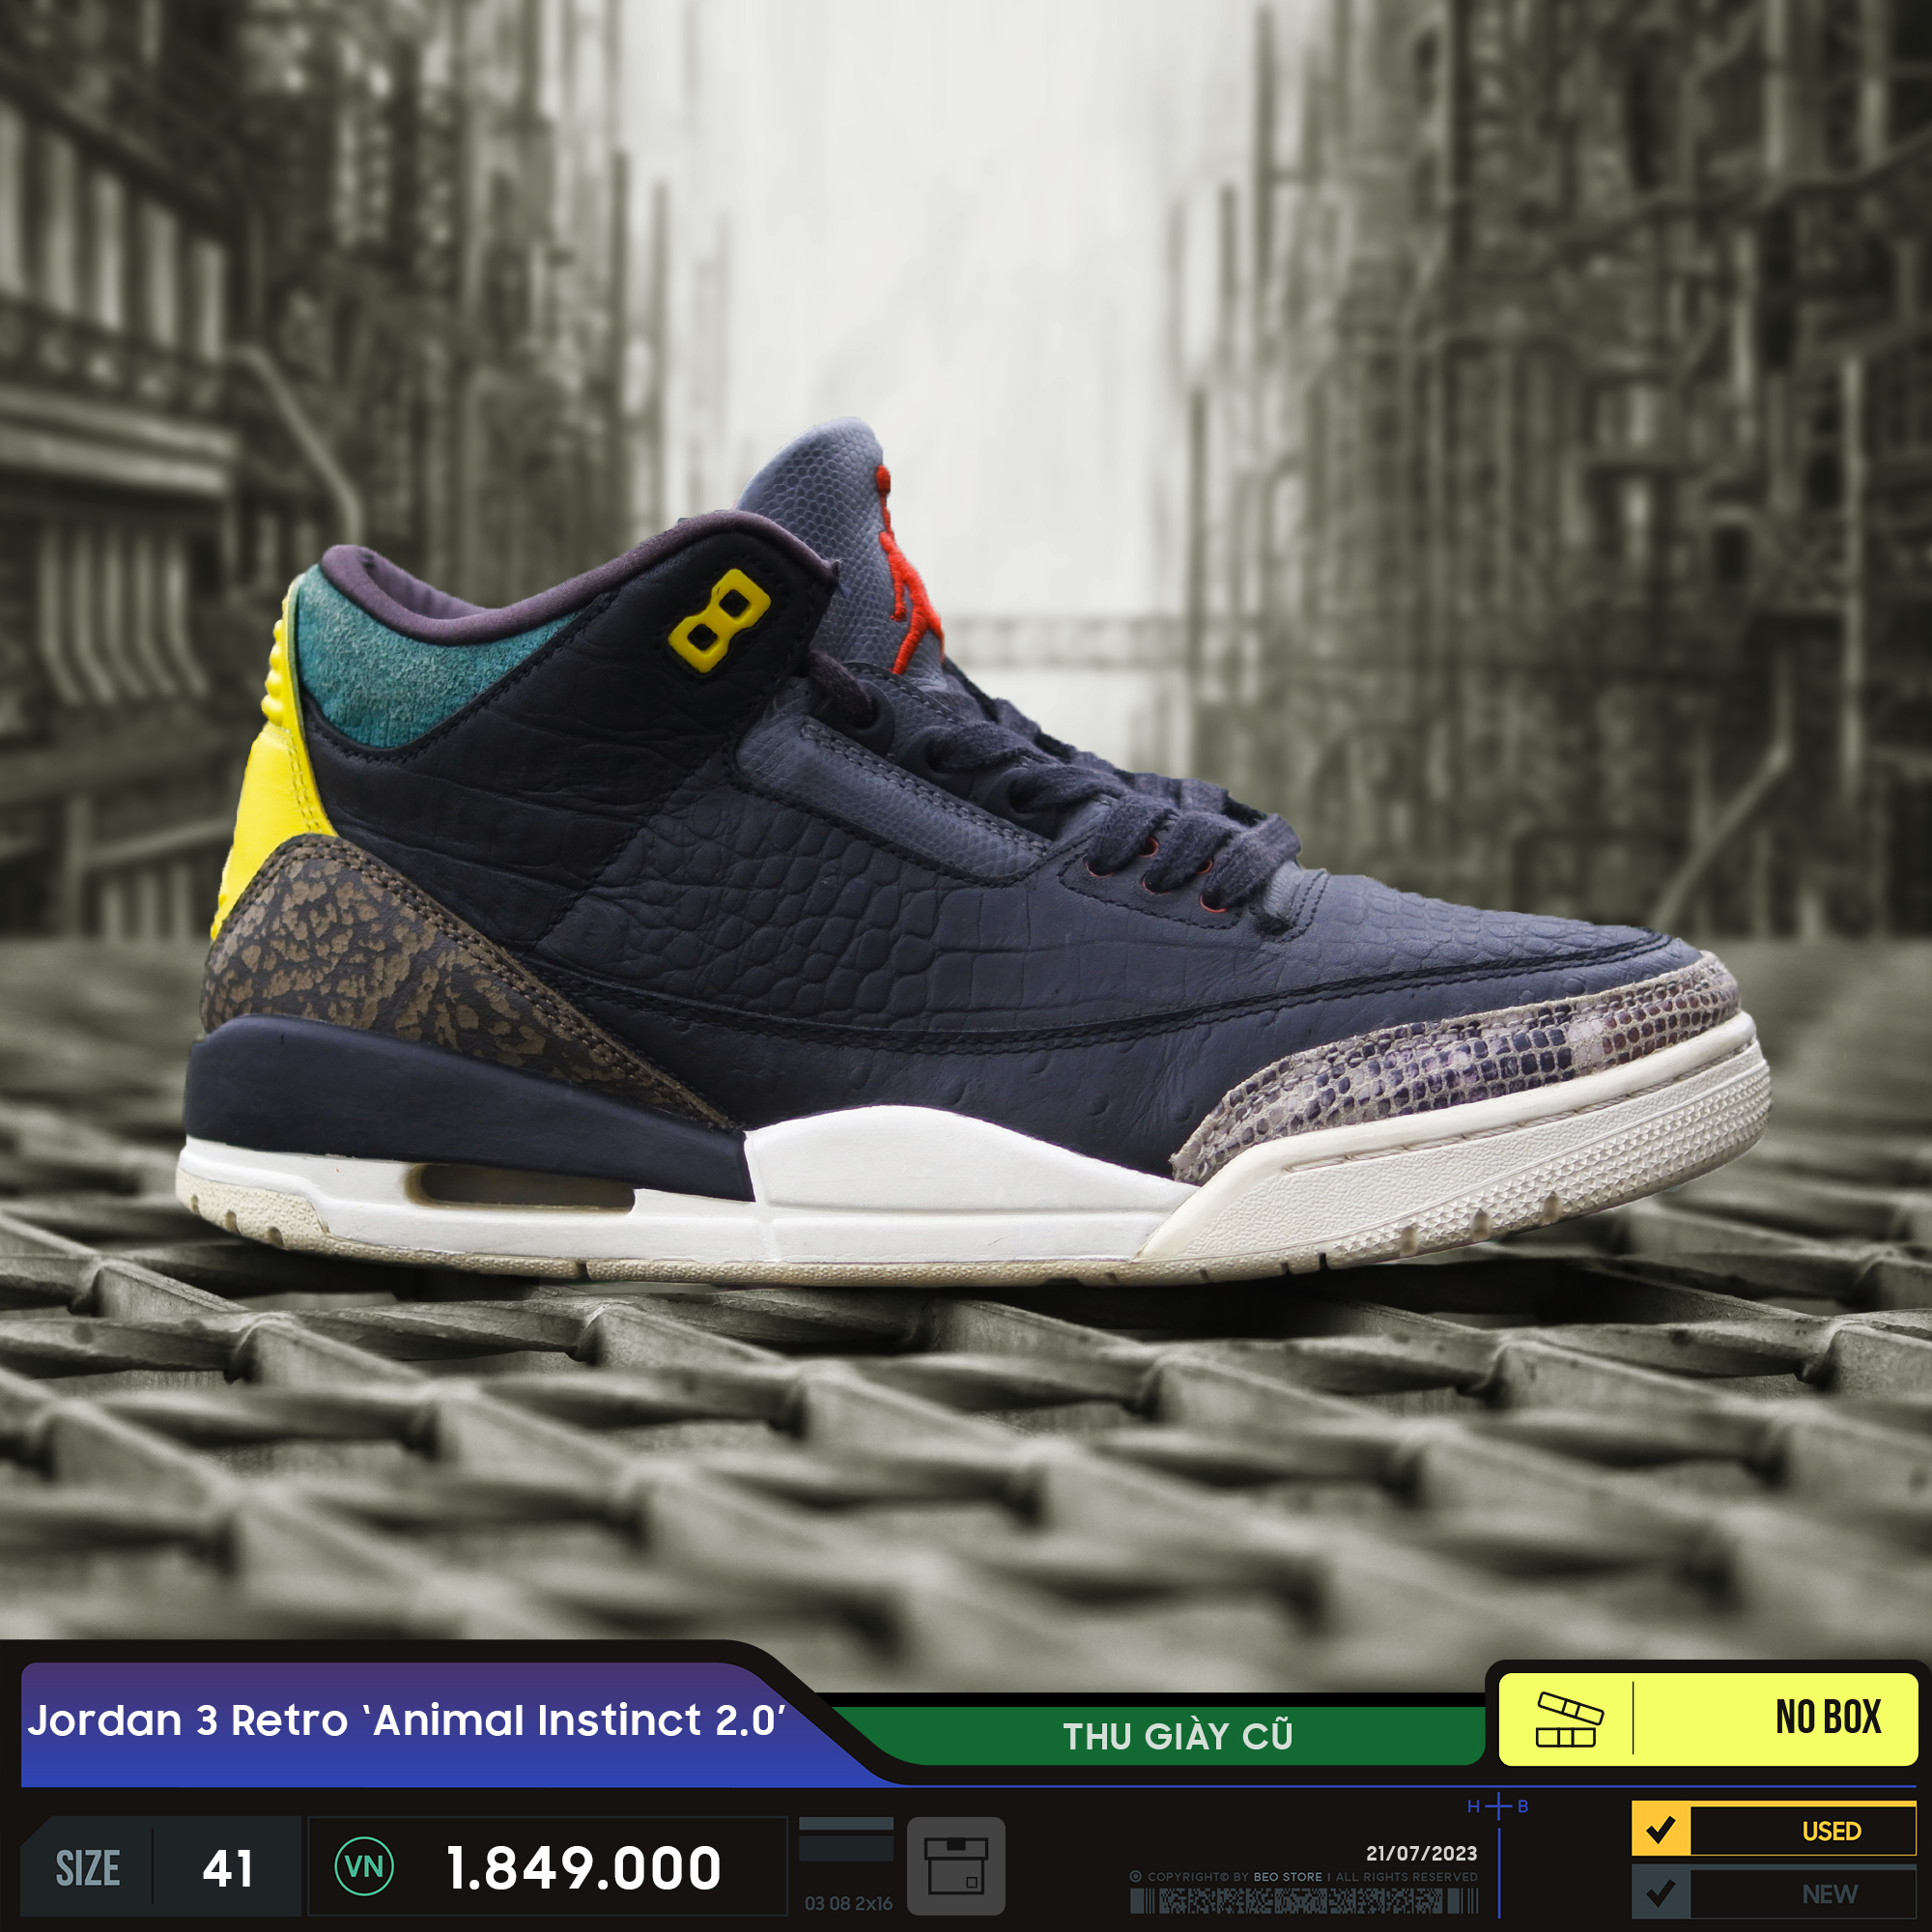 Jordan 3 Retro ‘Animal Instinct 2.0’
THU GIÀY CŨ
NO BOX
H B
SIZE 41
VN 1.849.000
03 08 2x16
21/07/2023
COPYRIGHT© BY BEO STORE | ALL RIGHTS RESERVED
USED
NEW